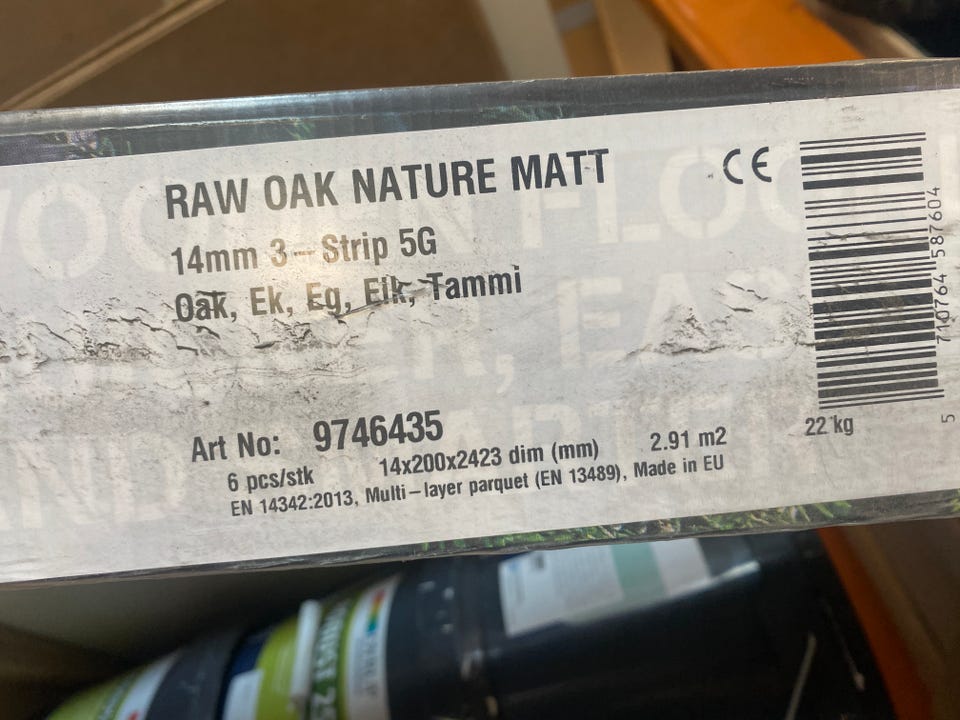 RAW OAK NATURE MATT
CE
14mm 3-Strip 5G
Oak, Ek, Eg, Eik, Tammi
Art No: 9746435
6 pcs/stk 14x200x2423 dim (mm) 2.91 m2 22 kg
EN 14342:2013, Multi-layer parquet (EN 13489), Made in EU
5 710764 587604